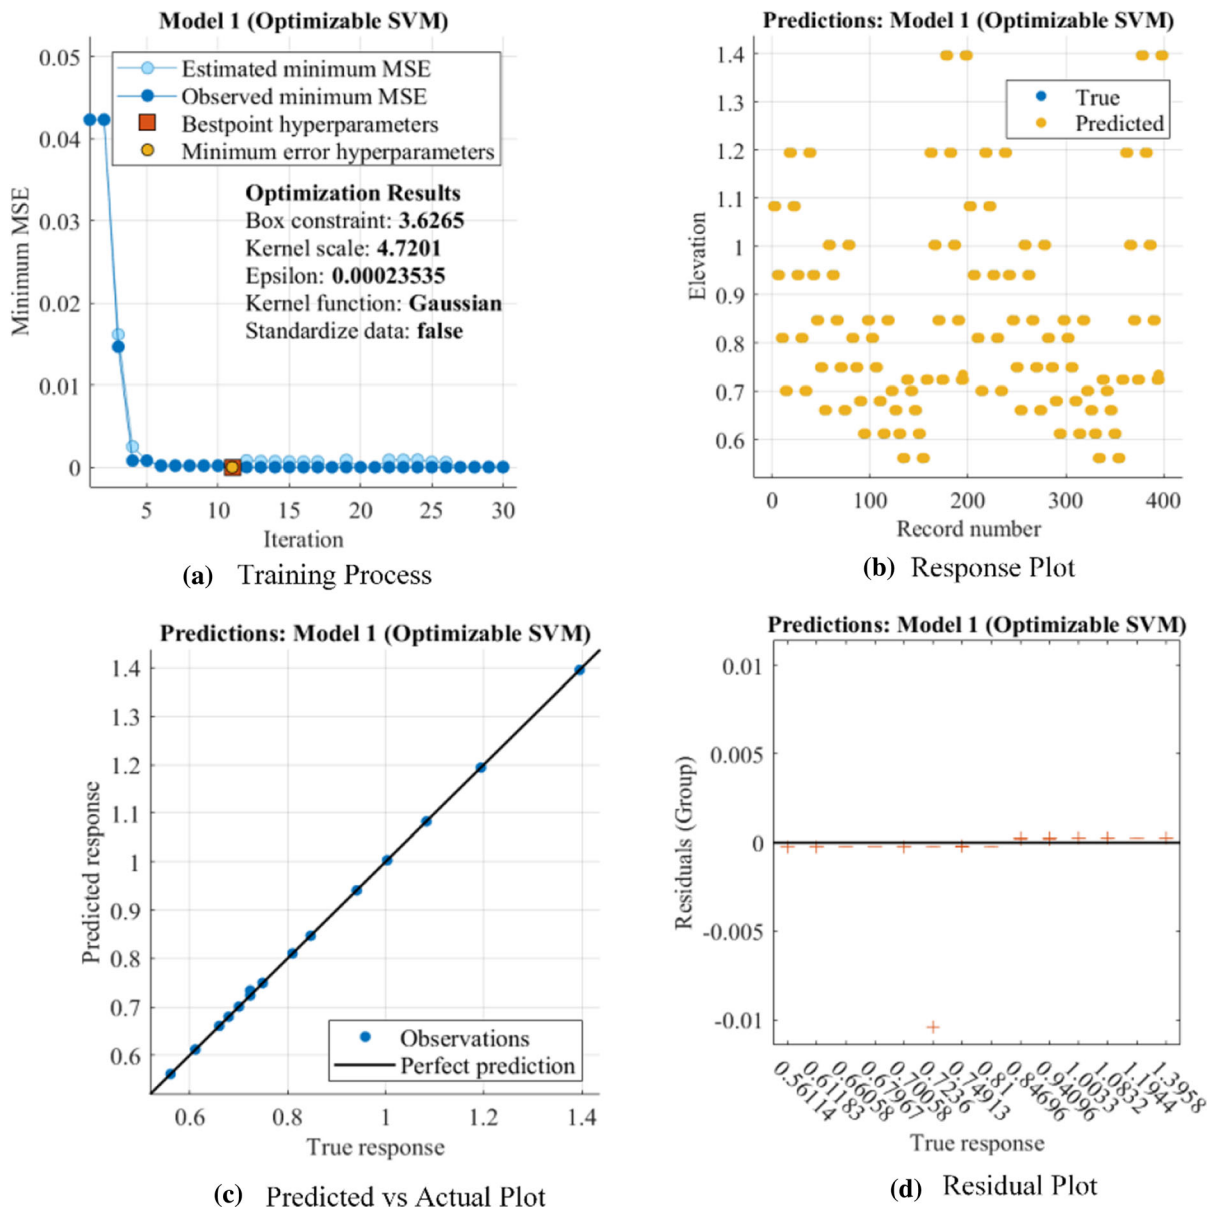 Model 1 (Optimizable SVM)
0.05
0.04
0.03
0.02
0.01
0
Minimum MSE
Estimated minimum MSE
Observed minimum MSE
Bestpoint hyperparameters
Minimum error hyperparameters
Optimization Results
Box constraint: 3.6265
Kernel scale: 4.7201
Epsilon: 0.00023535
Kernel function: Gaussian
Standardize data: false
5 10 15 20 25 30
Iteration
(a) Training Process
Predictions: Model 1 (Optimizable SVM)
1.4
1.3
1.2
1.1
1
0.9
0.8
0.7
0.6
Elevation
True
Predicted
0 100 200 300 400
Record number
(b) Response Plot
Predictions: Model 1 (Optimizable SVM)
1.4
1.3
1.2
1.1
1
0.9
0.8
0.7
0.6
Predicted response
Observations
Perfect prediction
0.6 0.8 1 1.2 1.4
True response
(c) Predicted vs Actual Plot
Predictions: Model 1 (Optimizable SVM)
0.01
0.005
0
-0.005
-0.01
Residuals (Group)
0.56114
0.61183
0.66058
0.67967
0.70058
0.7236
0.74913
0.81
0.84696
0.94096
1.0033
1.0832
1.1944
1.3958
True response
(d) Residual Plot